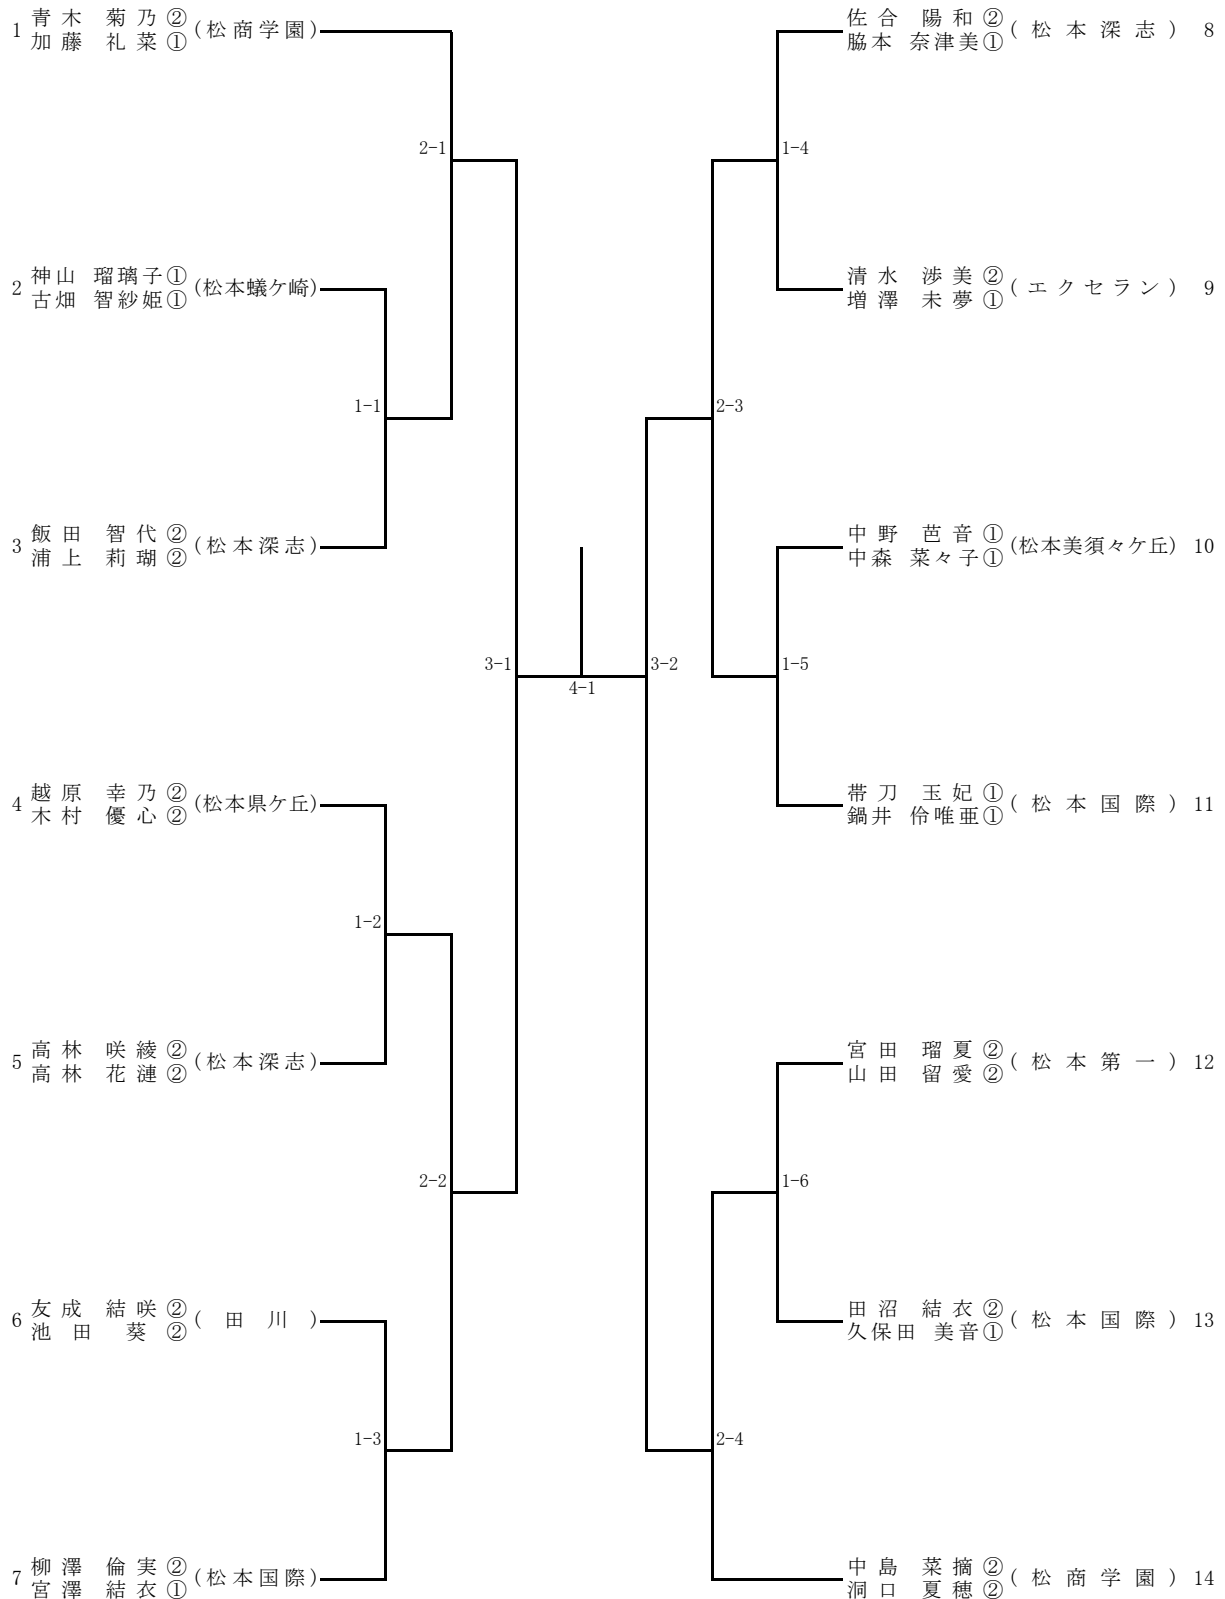 1 青木 菊乃② (松商学園)
加藤 礼菜①
2-1
2 神山 瑠璃子① (松本蟻ケ崎)
古畑 智紗姫①
1-1
3 飯田 智代② (松本深志)
浦上 莉瑚②
3-1
4-1
4 越原 幸乃② (松本県ケ丘)
木村 優心②
1-2
5 高林 咲綾② (松本深志)
高林 花漣②
2-2
6 友成 結咲② (田川)
池田 葵②
1-3
7 柳澤 倫実② (松本国際)
宮澤 結衣①
佐合 陽和② (松本深志) 8
脇本 奈津美①
1-4
清水 渉美② (エクセラン) 9
増澤 未夢①
2-3
中野 芭音① (松本美須々ケ丘) 10
中森 菜々子①
3-2
1-5
帯刀 玉妃① (松本国際) 11
鍋井 伶唯亜①
宮田 瑠夏② (松本第一) 12
山田 留愛②
1-6
田沼 結衣② (松本国際) 13
久保田 美音①
2-4
中島 菜摘② (松商学園) 14
洞口 夏穂②